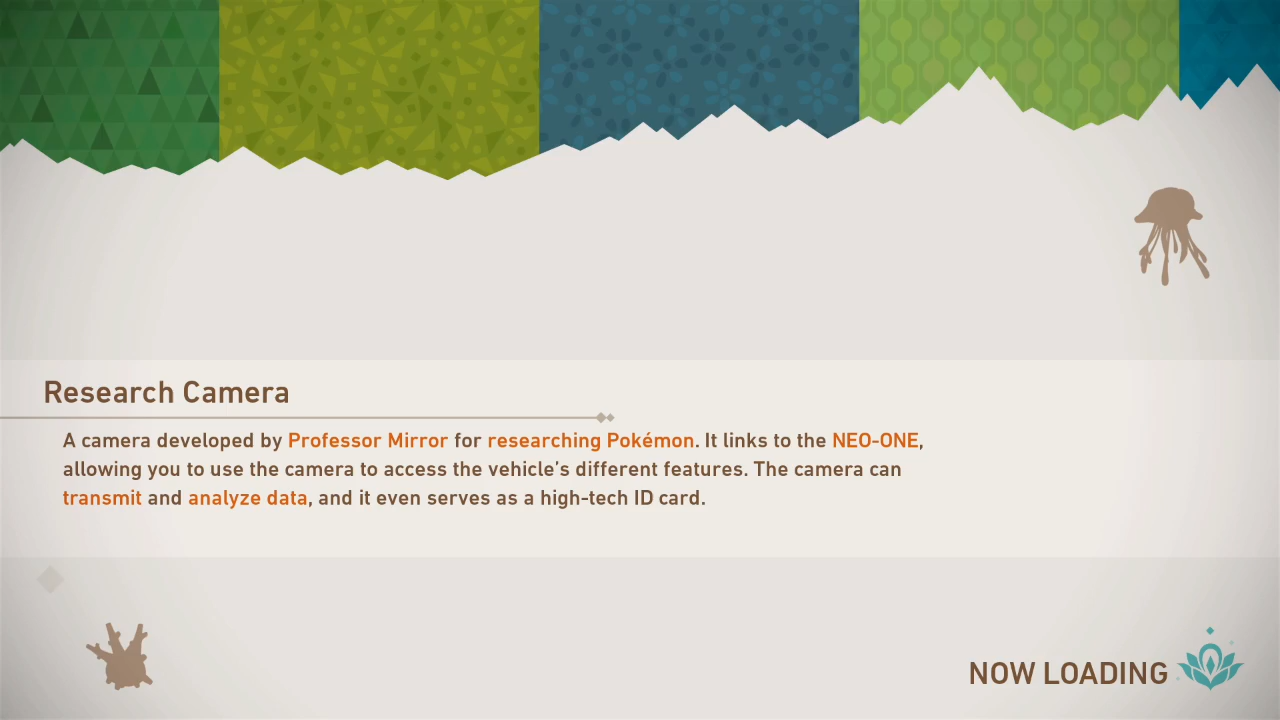 Research Camera
A camera developed by Professor Mirror for researching Pokémon. It links to the NEO-ONE,
allowing you to use the camera to access the vehicle's different features. The camera can
transmit and analyze data, and it even serves as a high-tech ID card.
NOW LOADING